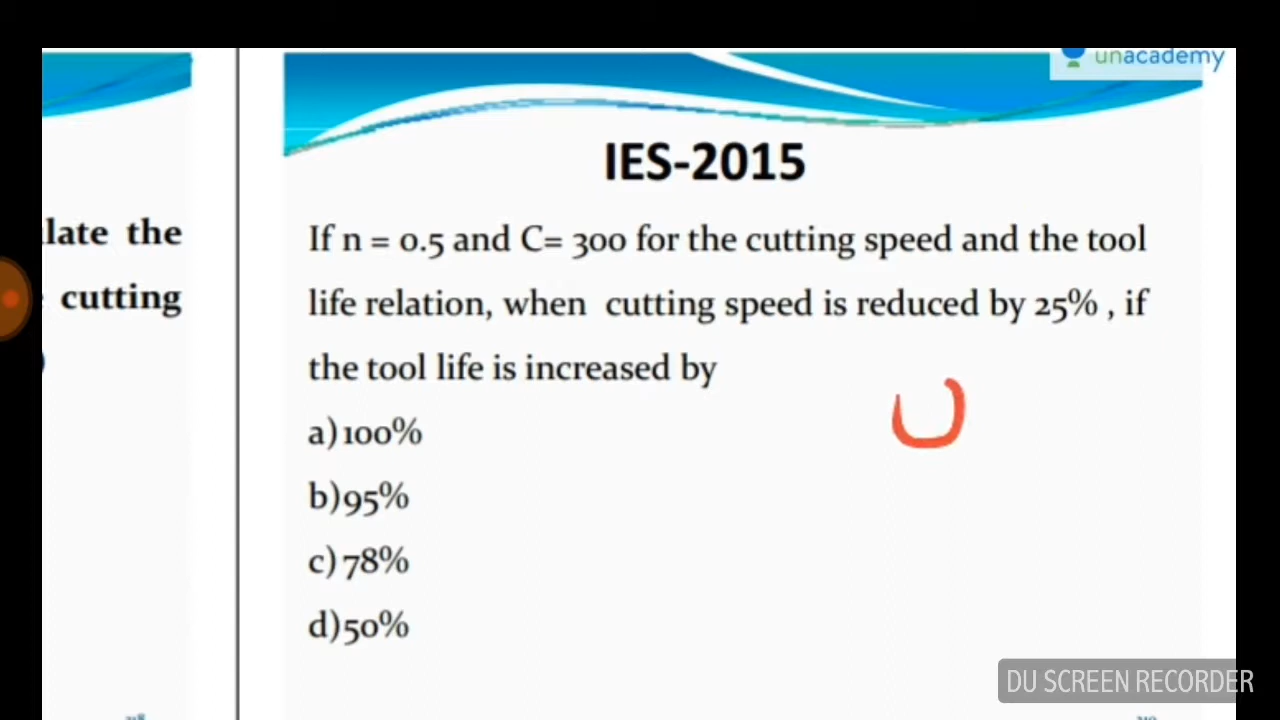 unacademy
IES-2015
late the
cutting
If n = 0.5 and C= 300 for the cutting speed and the tool
life relation, when cutting speed is reduced by 25% , if
the tool life is increased by
a) 100%
b) 95%
c) 78%
d) 50%
DU SCREEN RECORDER